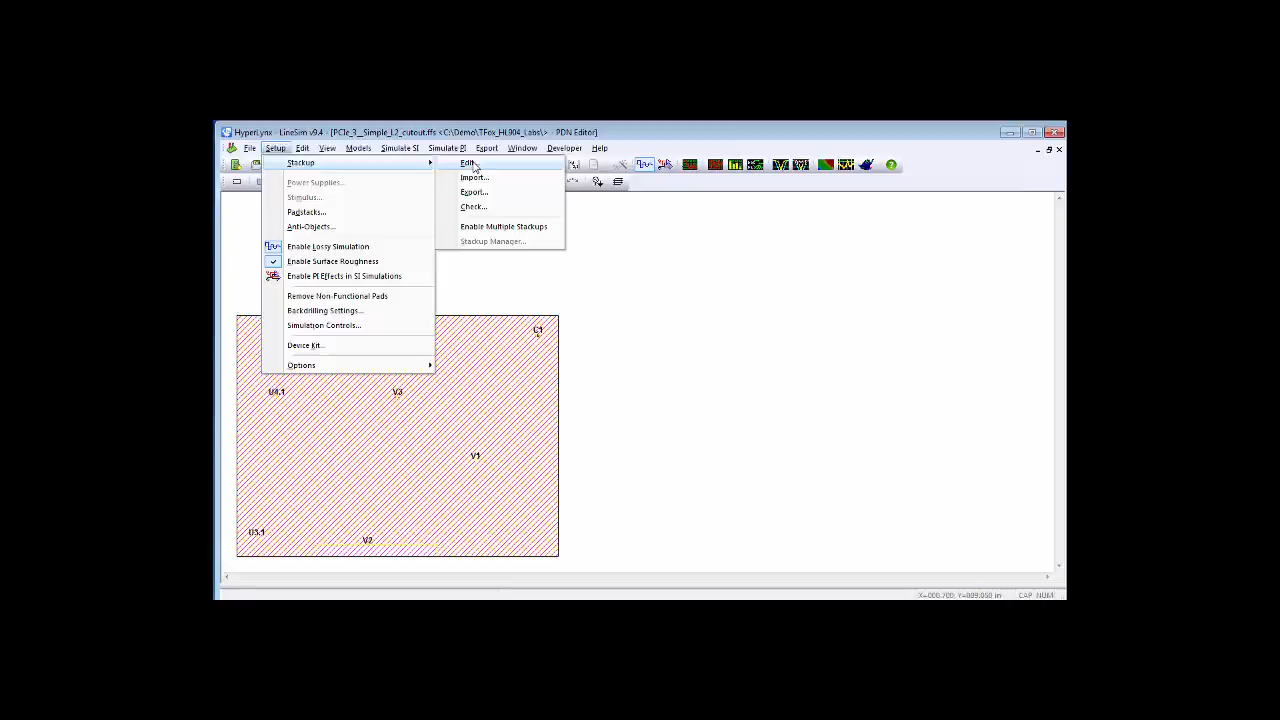 HyperLynx - LineSim v9.4 - [PCIe_3__Simple_L2_cutout.ffs <C:\Demo\TFox_HL904_Labs\> - PDN Editor]
File Setup Edit View Models Simulate SI Simulate PI Export Window Developer Help
Stackup
Power Supplies...
Stimulus...
Padstacks...
Anti-Objects...
Enable Lossy Simulation
Enable Surface Roughness
Enable PI Effects in SI Simulations
Remove Non-Functional Pads
Backdrilling Settings...
Simulation Controls...
Device Kit...
Options
Edit...
Import...
Export...
Check...
Enable Multiple Stackups
Stackup Manager...
C1
U4.1 V3
V1
U3.1
V2
CAP NUM